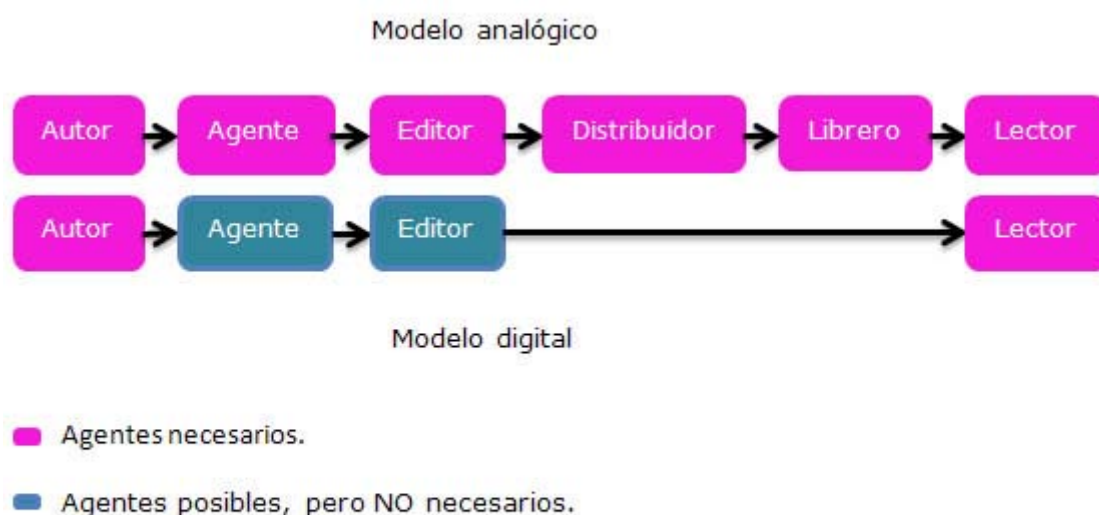 Modelo analógico
Autor Agente Editor Distribuidor Librero Lector
Autor Agente Editor Lector
Modelo digital
Agentes necesarios.
Agentes posibles, pero NO necesarios.